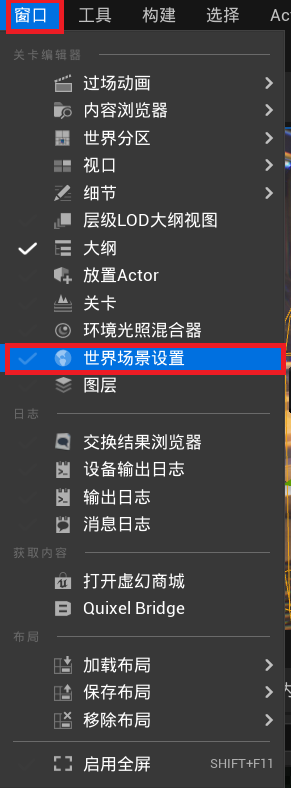 窗口 工具 构建 选择 Ac
关卡编辑器
过场动画
内容浏览器
世界分区
视口
细节
层级LOD大纲视图
大纲
放置Actor
关卡
环境光照混合器
世界场景设置
图层
日志
交换结果浏览器
设备输出日志
输出日志
消息日志
获取内容
打开虚幻商城
Quixel Bridge
布局
加载布局
保存布局
移除布局
启用全屏 SHIFT+F11